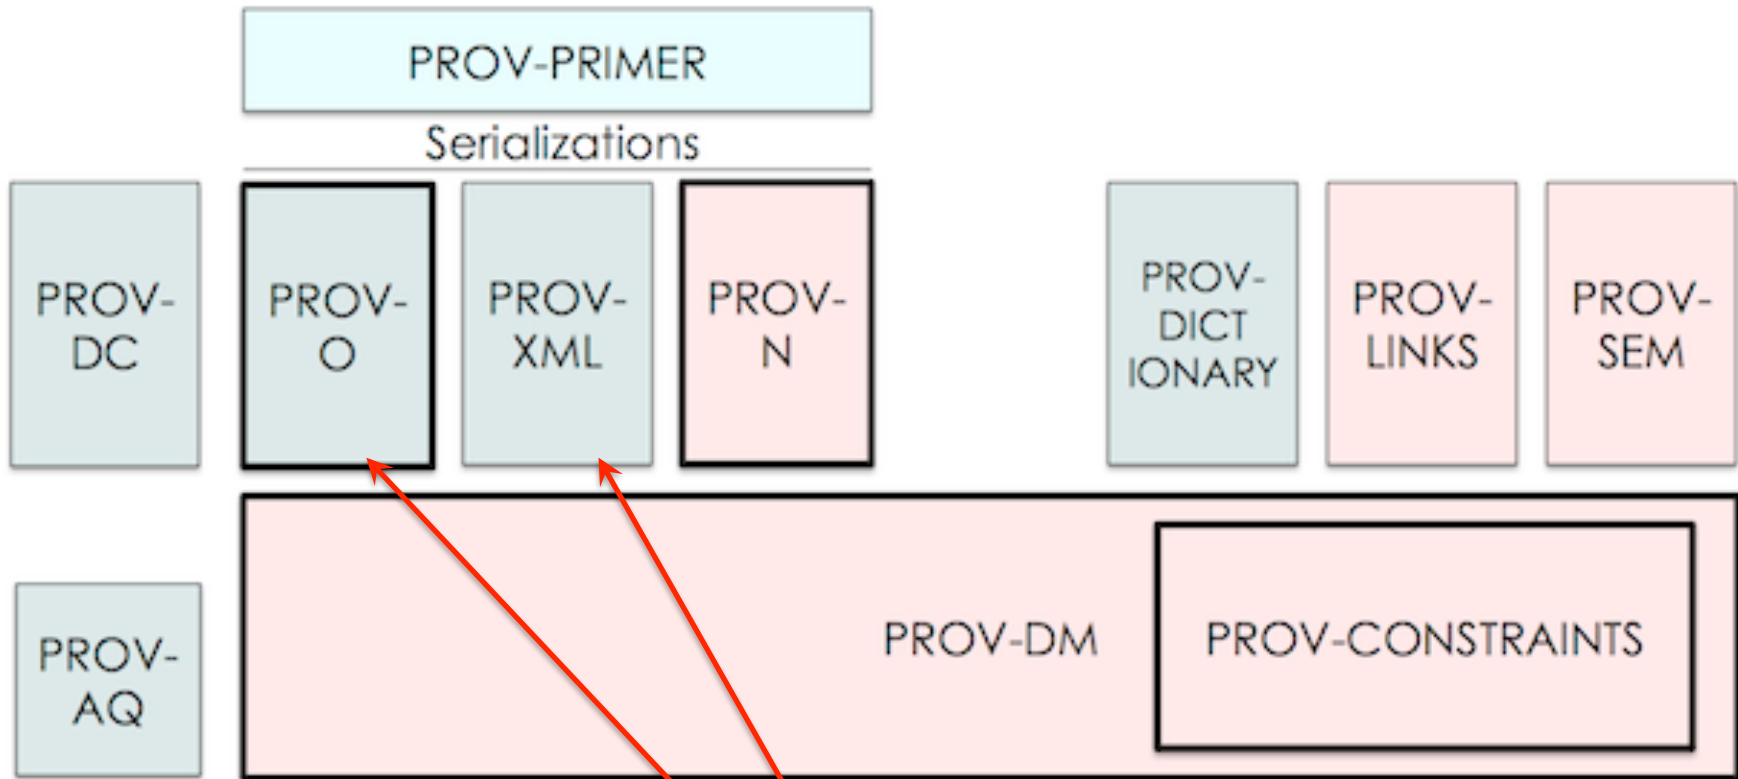 PROV-PRIMER
Serializations
PROV-
DC
PROV-
O
PROV-
XML
PROV-
N
PROV-
DICT
IONARY
PROV-
LINKS
PROV-
SEM
PROV-
AQ
PROV-DM
PROV-CONSTRAINTS